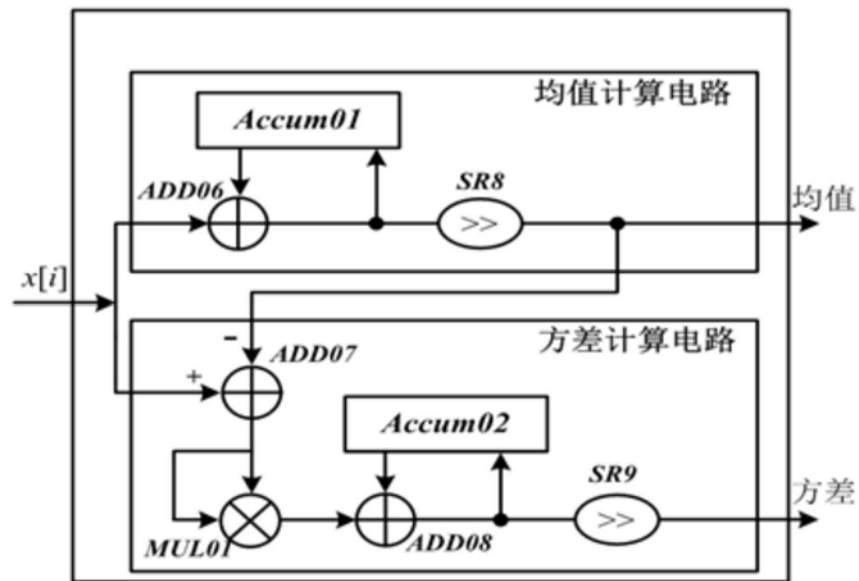 均值计算电路
Accum01
ADD06
SR8
>>
均值
x[i]
-
ADD07
方差计算电路
+
Accum02
SR9
>>
方差
MUL01
ADD08